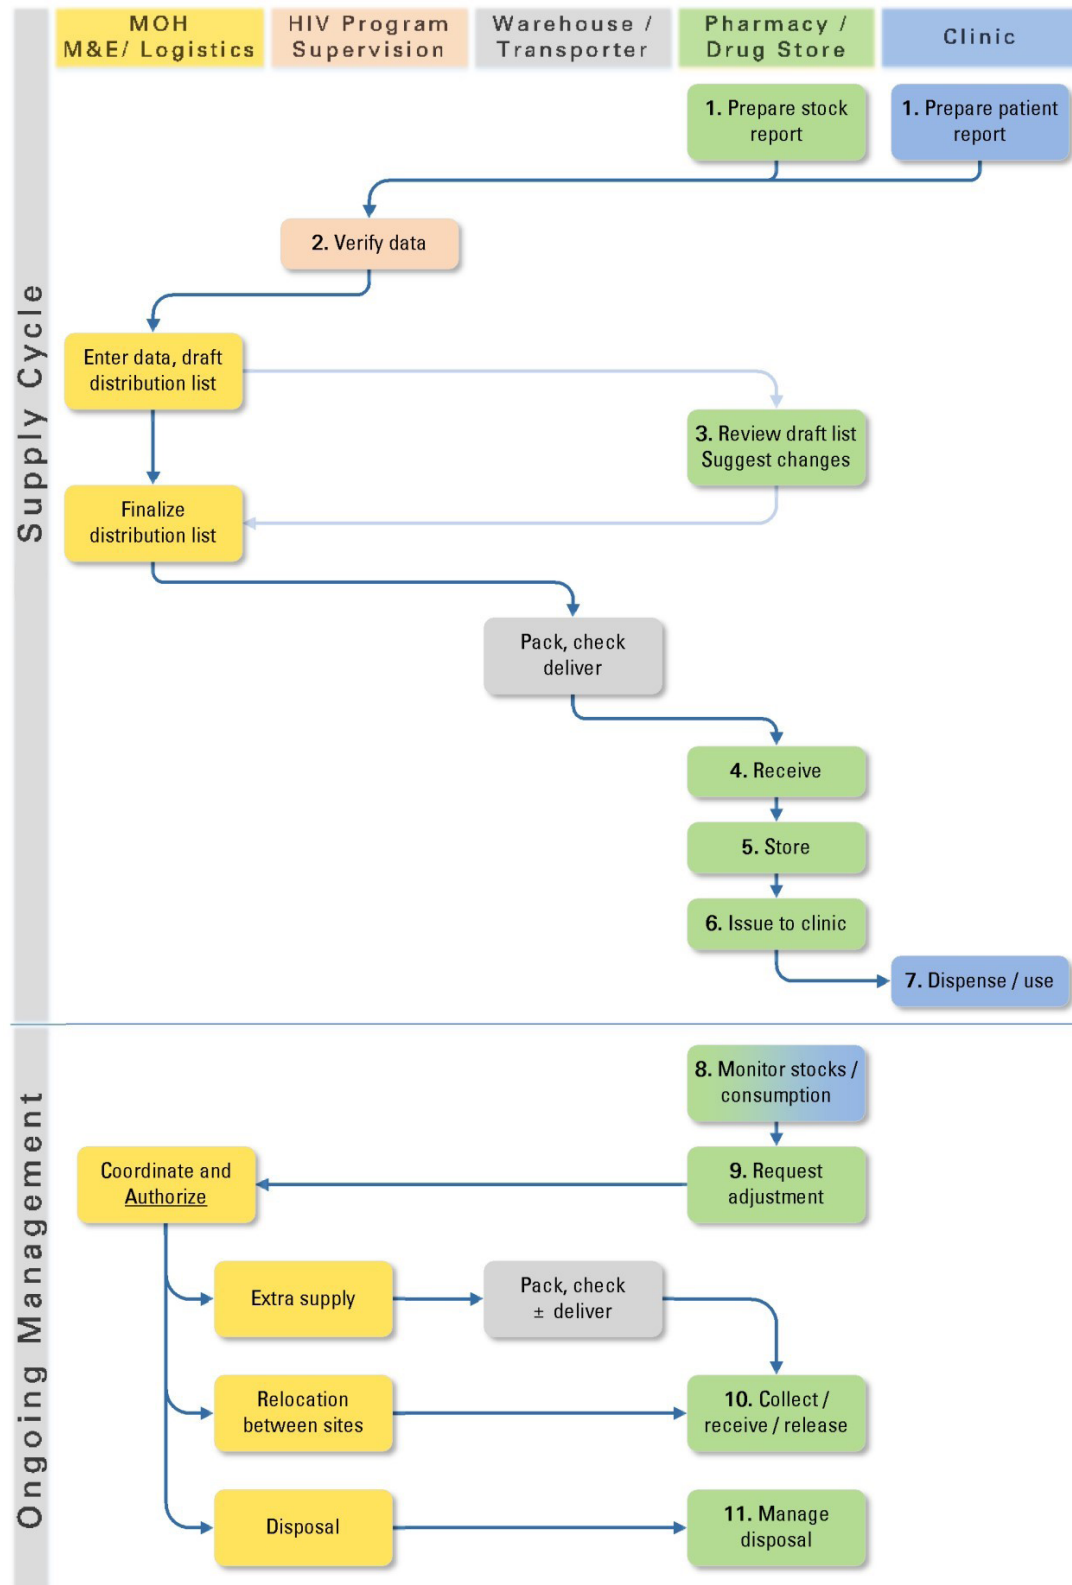 MOH
M&E/ Logistics
HIV Program
Supervision
Warehouse /
Transporter
Pharmacy /
Drug Store
Clinic
Supply Cycle
1. Prepare stock
report
1. Prepare patient
report
2. Verify data
Enter data, draft
distribution list
3. Review draft list
Suggest changes
Finalize
distribution list
Pack, check
deliver
4. Receive
5. Store
6. Issue to clinic
7. Dispense / use
Ongoing Management
8. Monitor stocks /
consumption
Coordinate and
Authorize
9. Request
adjustment
Extra supply
Pack, check
± deliver
Relocation
between sites
10. Collect /
receive / release
Disposal
11. Manage
disposal